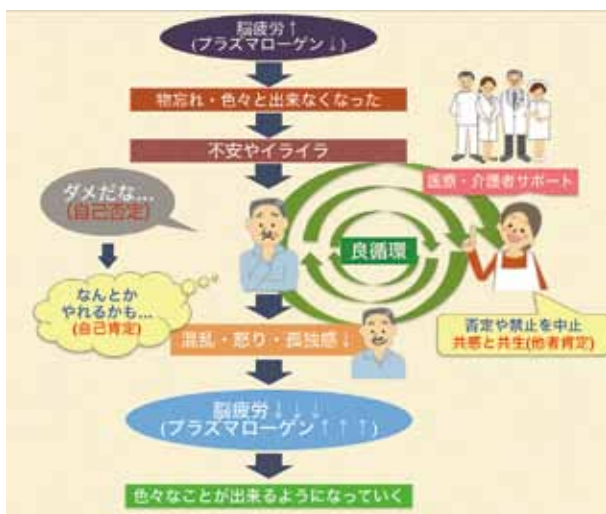 脳疲労↑
(プラズマローゲン↓)
物忘れ・色々と出来なくなった
不安やイライラ
医療・介護者サポート
ダメだな…
(自己否定)
良循環
なんとか
やれるかも…
(自己肯定)
否定や禁止を中止
共感と共生(他者肯定)
混乱・怒り・孤独感↓
脳疲労↓↓↓
(プラズマローゲン↑↑↑)
色々なことが出来るようになっていく